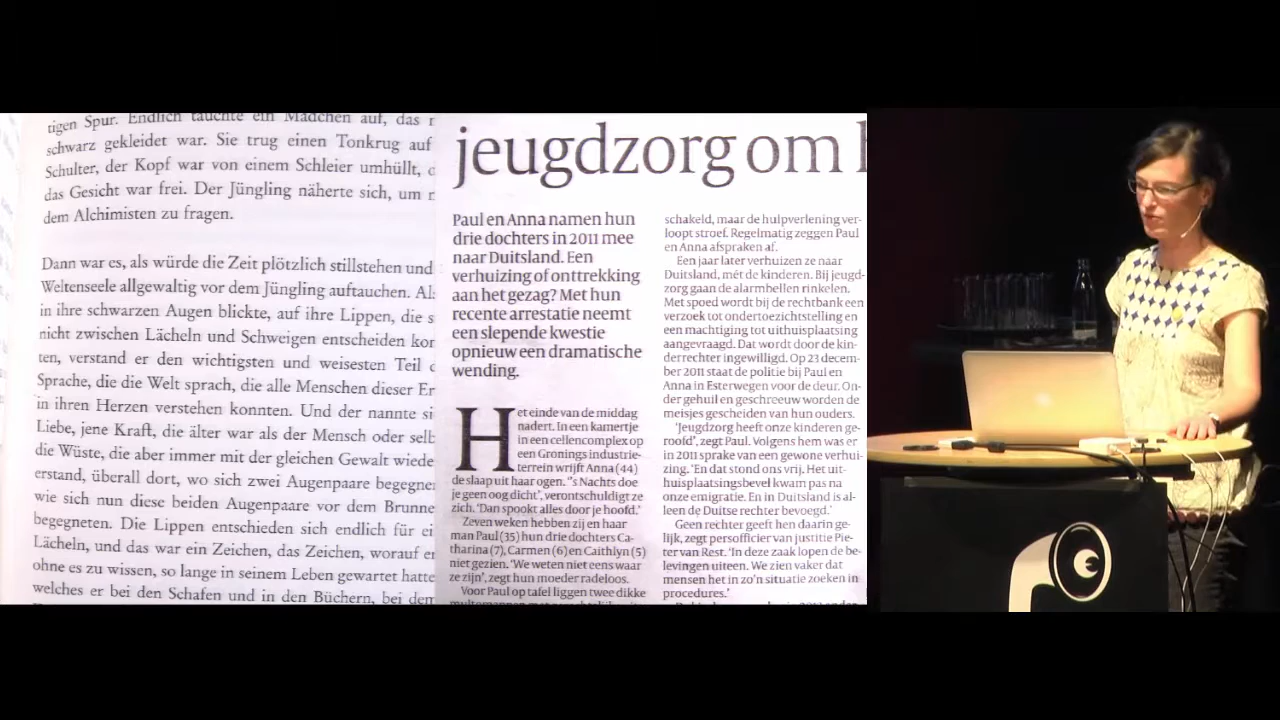 tigen Spur. Endlich tauchte ein Mädchen auf, das
schwarz gekleidet war. Sie trug einen Tonkrug auf
Schulter, der Kopf war von einem Schleier umhüllt,
das Gesicht war frei. Der Jüngling näherte sich, um
dem Alchimisten zu fragen.
Dann war es, als würde die Zeit plötzlich stillstehen und
Weltenseele allgewaltig vor dem Jüngling auftauchen.
in ihre schwarzen Augen blickte, auf ihre Lippen, die
nicht zwischen Lächeln und Schweigen entscheiden
ten, verstand er den wichtigsten und weisesten Teil
Sprache, die die Welt sprach, die alle Menschen dieser
in ihren Herzen verstehen konnten. Und der nannte
Liebe, jene Kraft, die älter war als der Mensch oder
die Wüste, die aber immer mit der gleichen Gewalt
erstand, überall dort, wo sich zwei Augenpaare
wie sich nun diese beiden Augenpaare vor dem
begegneten. Die Lippen entschieden sich endlich für
Lächeln, und das war ein Zeichen, das Zeichen, worauf
ohne es zu wissen, so lange in seinem Leben gewartet
welches er bei den Schafen und in den Büchern, bei
jeugdzorg om
Paul en Anna namen hun
drie dochters in 2011 mee
naar Duitsland. Een
verhuizing of onttrekking
aan het gezag? Met hun
recente arrestatie neemt
een slepende kwestie
opnieuw een dramatische
wending.
Het einde van de middag
nadert. In een kamertje
in een cellencomplex op
een Gronings industrie-
terrein wrijft Anna (44)
de slaap uit haar ogen. ''s Nachts doe
je geen oog dicht', verontschuldigt ze
zich. 'Dan spookt alles door je hoofd.'
Zeven weken hebben zij en haar
man Paul (35) hun drie dochters Ca-
tharina (7), Carmen (6) en Caithlyn (5)
niet gezien. 'We weten niet eens waar
ze zijn', zegt hun moeder radeloos.
Voor Paul op tafel liggen twee dikke
schakeld, maar de hulpverlening ver-
loopt stroef. Regelmatig zeggen Paul
en Anna afspraken af.
Een jaar later verhuizen ze naar
Duitsland, mét de kinderen. Bij jeugd-
zorg gaan de alarmbellen rinkelen.
Met spoed wordt bij de rechtbank een
verzoek tot ondertoezichtstelling en
een machtiging tot uithuisplaatsing
aangevraagd. Dat wordt door de kin-
derrechter ingewilligd. Op 23 decem-
ber 2011 staat de politie bij Paul en
Anna in Esterwegen voor de deur. On-
der gehuil en geschreeuw worden de
meisjes gescheiden van hun ouders.
'Jeugdzorg heeft onze kinderen ge-
roofd', zegt Paul. Volgens hem was er
in 2011 sprake van een gewone verhui-
zing. 'En dat stond ons vrij. Het uit-
huisplaatsingsbevel kwam pas na
onze emigratie. En in Duitsland is al-
leen de Duitse rechter bevoegd.'
Geen rechter geeft hen daarin ge-
lijk, zegt persofficier van justitie Pie-
ter van Rest. 'In deze zaak lopen de be-
levingen uiteen. We zien vaker dat
mensen het in zo'n situatie zoeken in
procedures.'